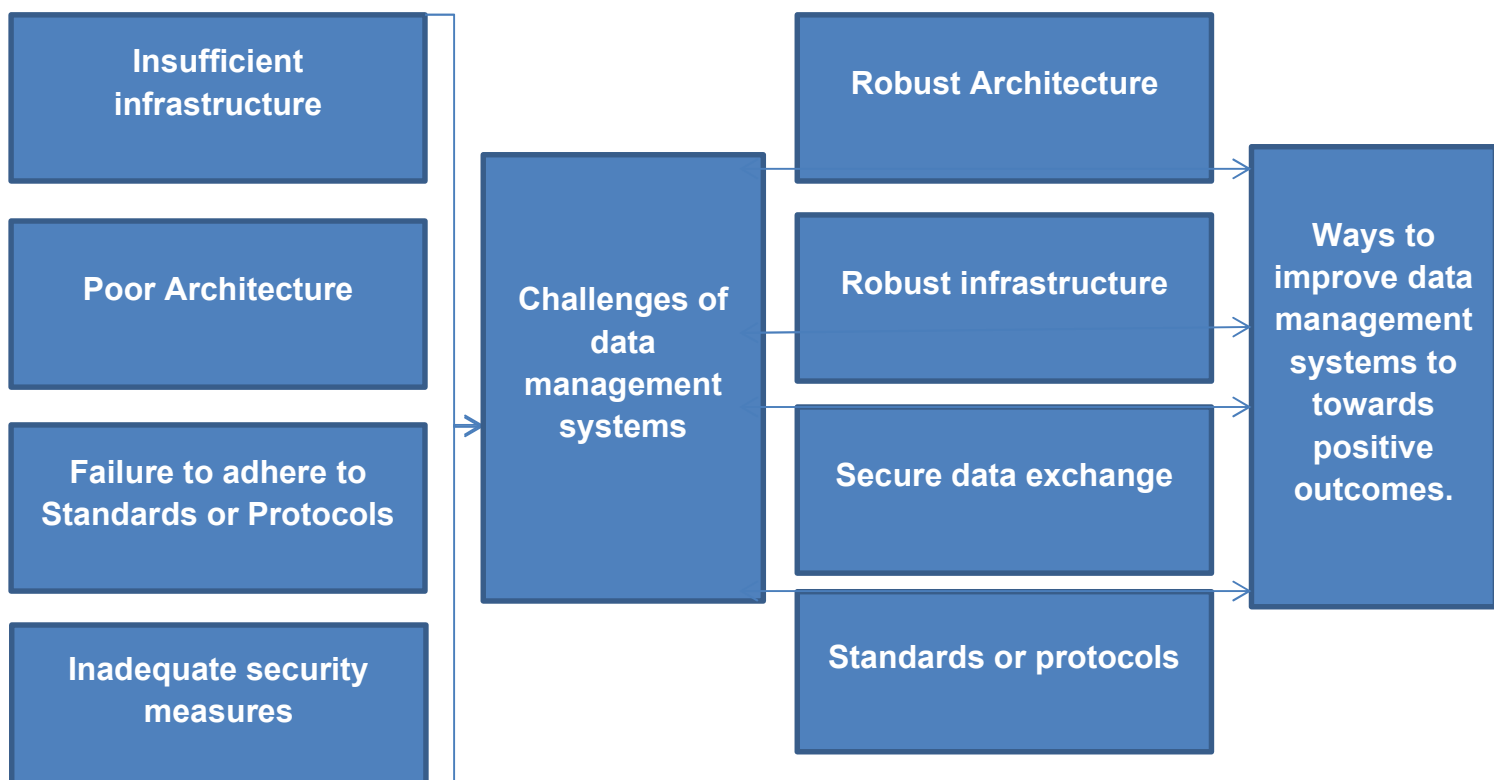 Insufficient
infrastructure
Poor Architecture
Failure to adhere to
Standards or Protocols
Inadequate security
measures
Challenges of
data
management
systems
Robust Architecture
Robust infrastructure
Secure data exchange
Standards or protocols
Ways to
improve data
management
systems to
towards
positive
outcomes.